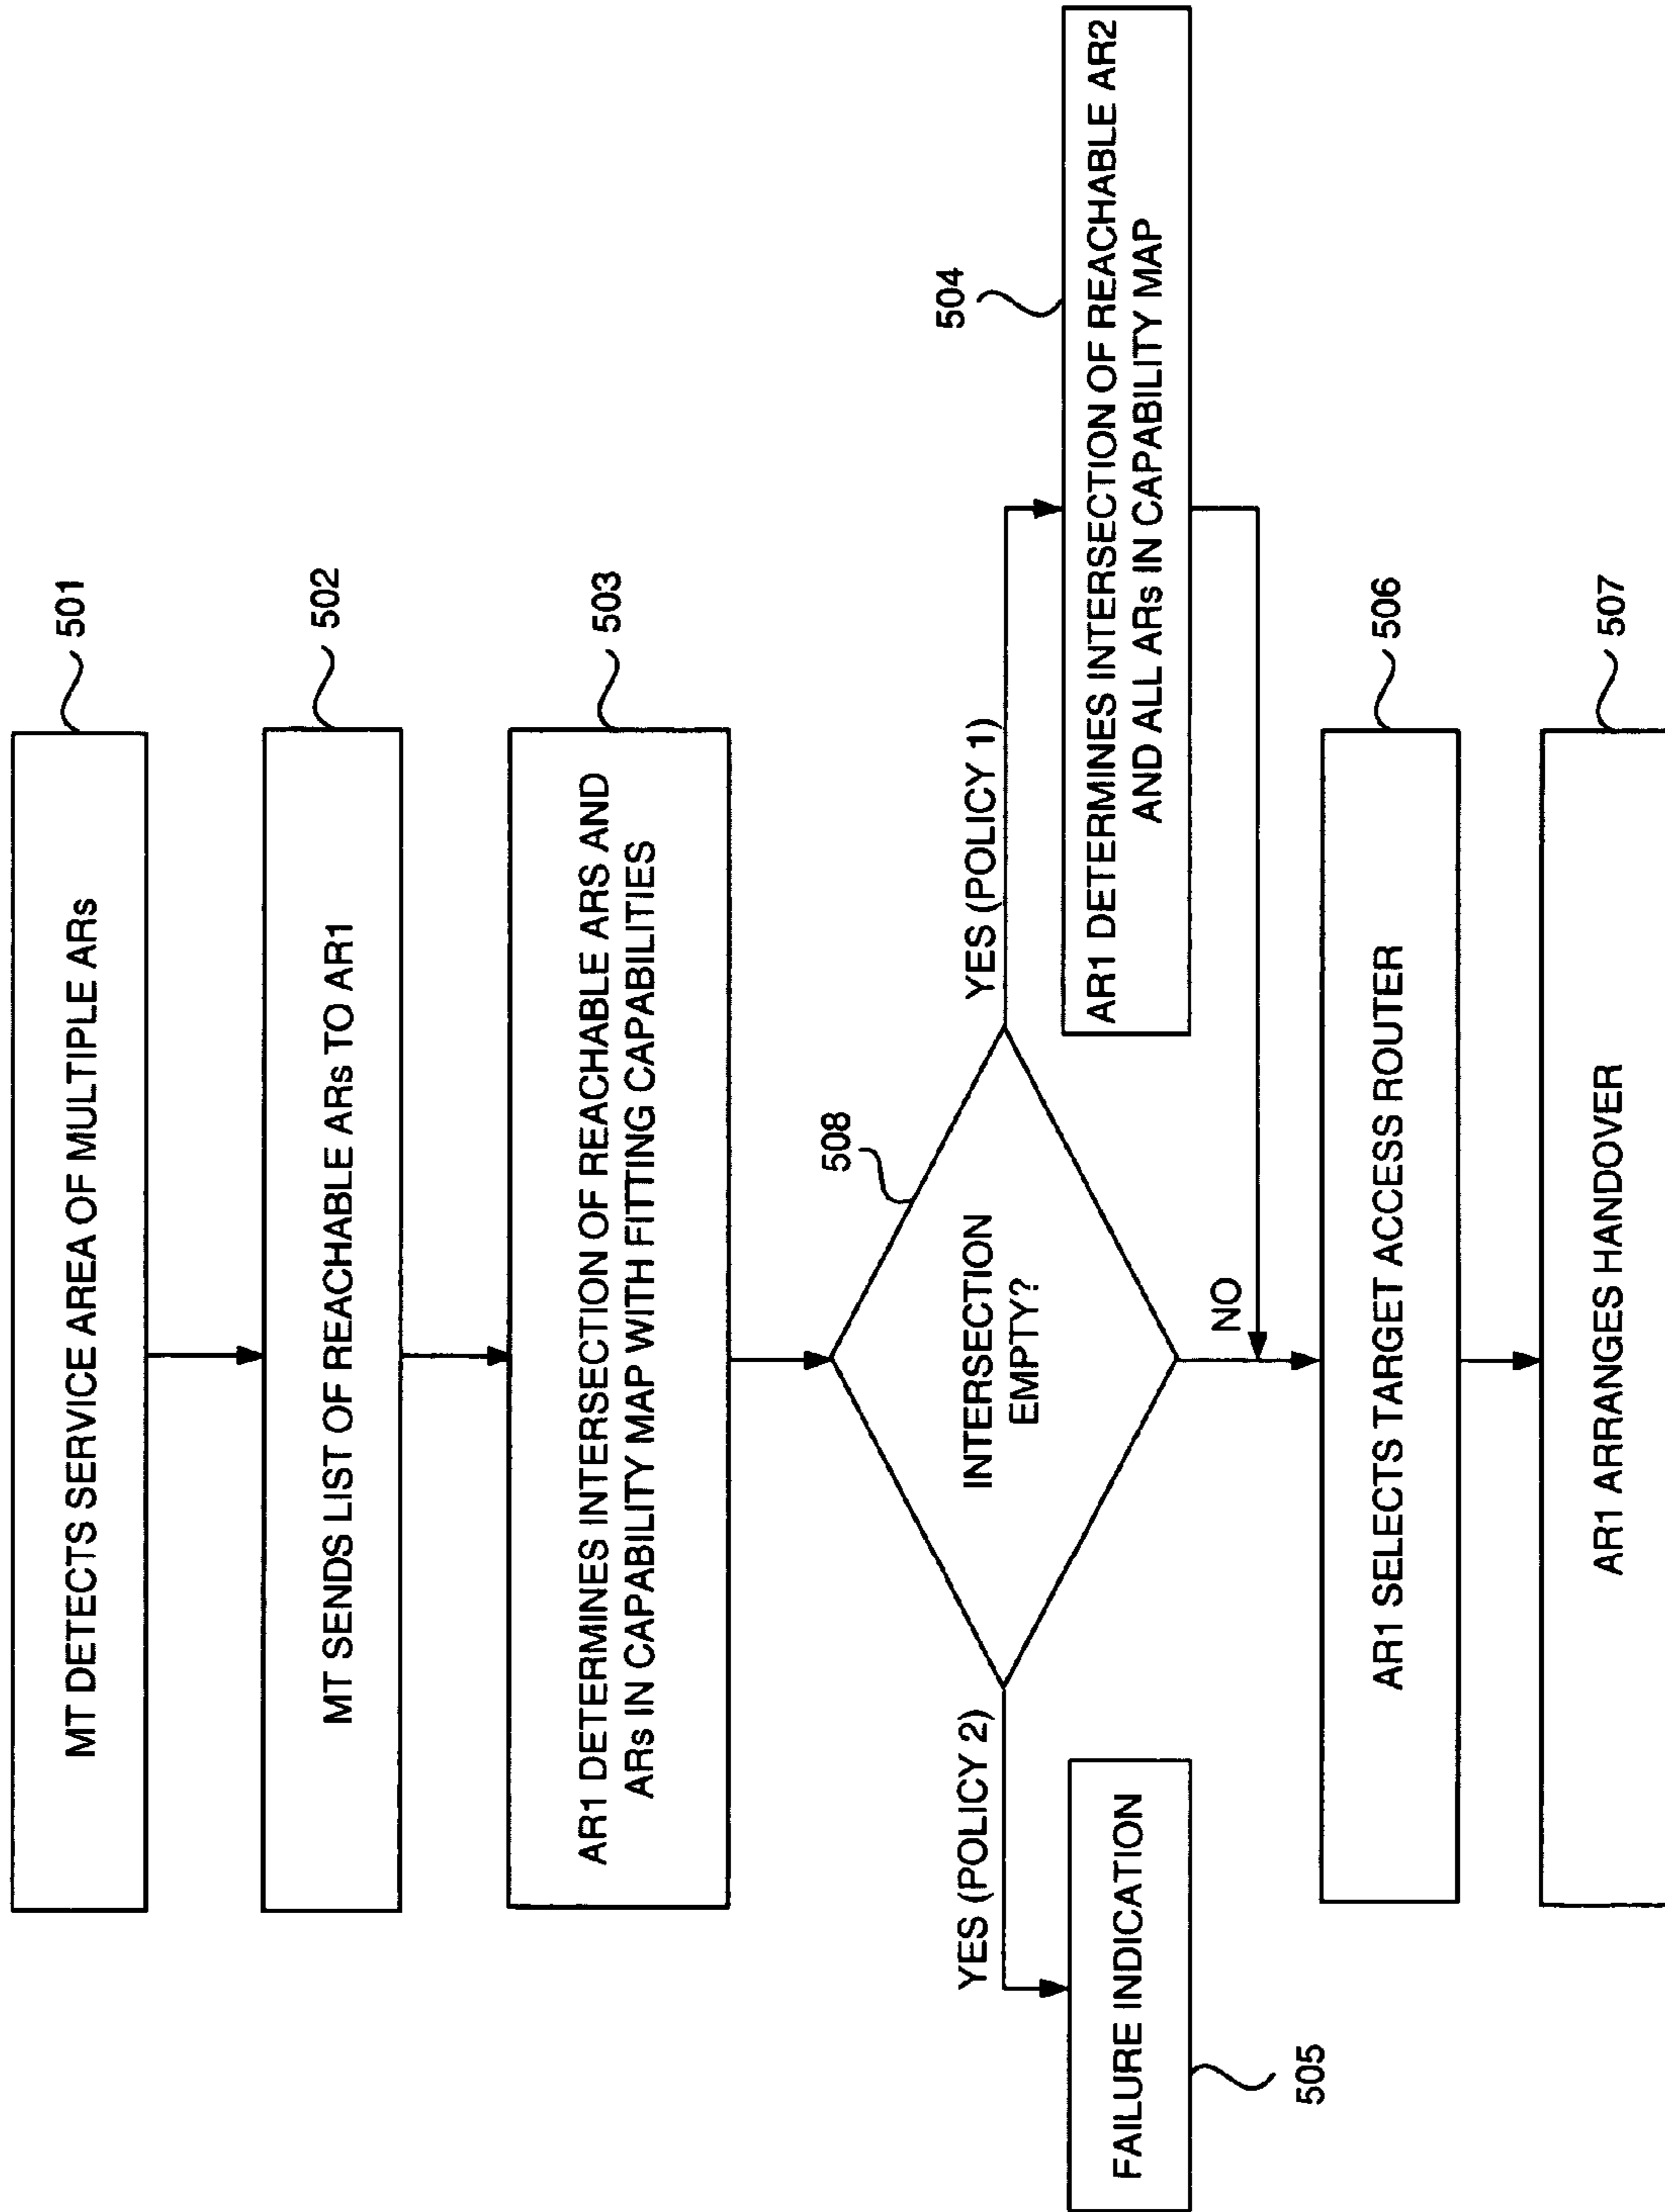 MT DETECTS SERVICE AREA OF MULTIPLE ARs
501
MT SENDS LIST OF REACHABLE ARs TO AR1
502
AR1 DETERMINES INTERSECTION OF REACHABLE ARS AND
ARs IN CAPABILITY MAP WITH FITTING CAPABILITIES
503
508
INTERSECTION
EMPTY?
YES (POLICY 2)
YES (POLICY 1)
504
FAILURE INDICATION
505
AR1 DETERMINES INTERSECTION OF REACHABLE AR2
AND ALL ARs IN CAPABILITY MAP
NO
AR1 SELECTS TARGET ACCESS ROUTER
506
AR1 ARRANGES HANDOVER
507